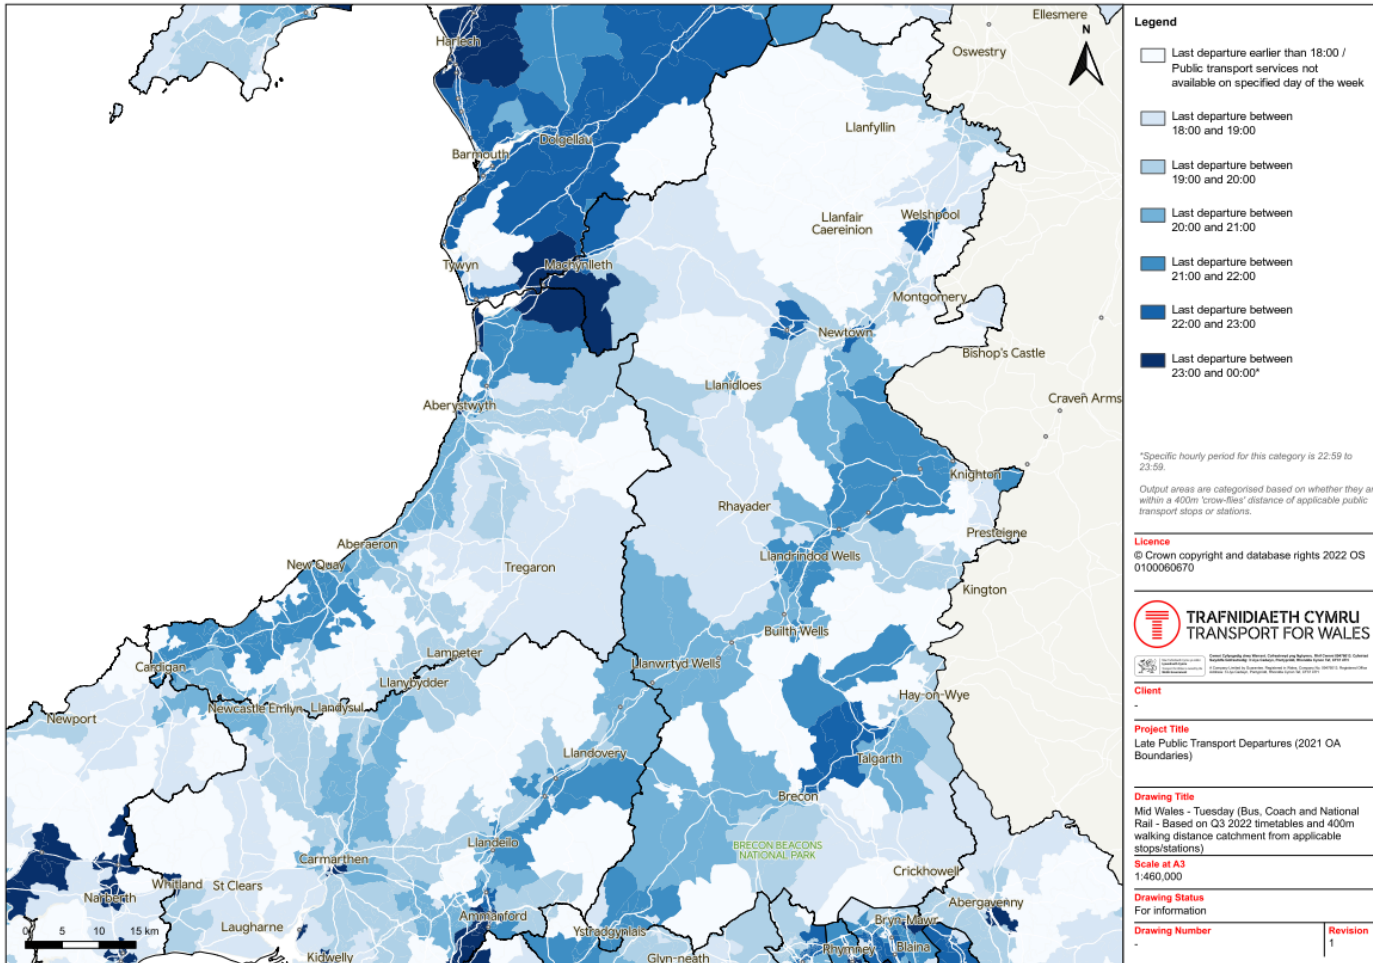 Ellesmere
Harlech
N
Oswestry
Llanfyllin
Dolgellau
Barmouth
Llanfair
Caereinion
Welshpool
Tywyn
Machynlleth
Montgomery
Newtown
Bishop's Castle
Llanidloes
Craven Arms
Aberystwyth
Knighton
Rhayader
Presteigne
Aberaeron
Llandrindod Wells
New Quay
Tregaron
Kington
Builth Wells
Lampeter
Cardigan
Llanwrtyd Wells
Llanybydder
Hay-on-Wye
Newcastle Emlyn
Llandysul
Newport
Llandovery
Talgarth
Brecon
Llandeilo
BRECON BEACONS
NATIONAL PARK
Carmarthen
Crickhowell
Whitland
St Clears
Narberth
Abergavenny
Ammanford
Bryn-Mawr
Laugharne
Ystradgynlais
Rhymney
Blaina
Kidwelly
Glyn-neath
0 5 10 15 km
Legend
Last departure earlier than 18:00 /
Public transport services not
available on specified day of the week
Last departure between
18:00 and 19:00
Last departure between
19:00 and 20:00
Last departure between
20:00 and 21:00
Last departure between
21:00 and 22:00
Last departure between
22:00 and 23:00
Last departure between
23:00 and 00:00*
*Specific hourly period for this category is 22:59 to
23:59.
Output areas are categorised based on whether they ar
within a 400m 'crow-flies' distance of applicable public
transport stops or stations.
Licence
© Crown copyright and database rights 2022 OS
0100060670
TRAFNIDIAETH CYMRU
TRANSPORT FOR WALES
Client
-
Project Title
Late Public Transport Departures (2021 OA
Boundaries)
Drawing Title
Mid Wales - Tuesday (Bus, Coach and National
Rail - Based on Q3 2022 timetables and 400m
walking distance catchment from applicable
stops/stations)
Scale at A3
1:460,000
Drawing Status
For information
Drawing Number
-
Revision
1